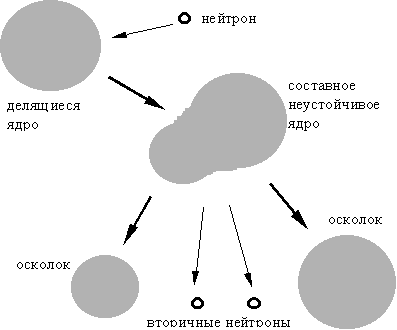 нейтрон
делящиеся
ядро
составное
неустойчивое
ядро
осколок
осколок
вторичные нейтроны